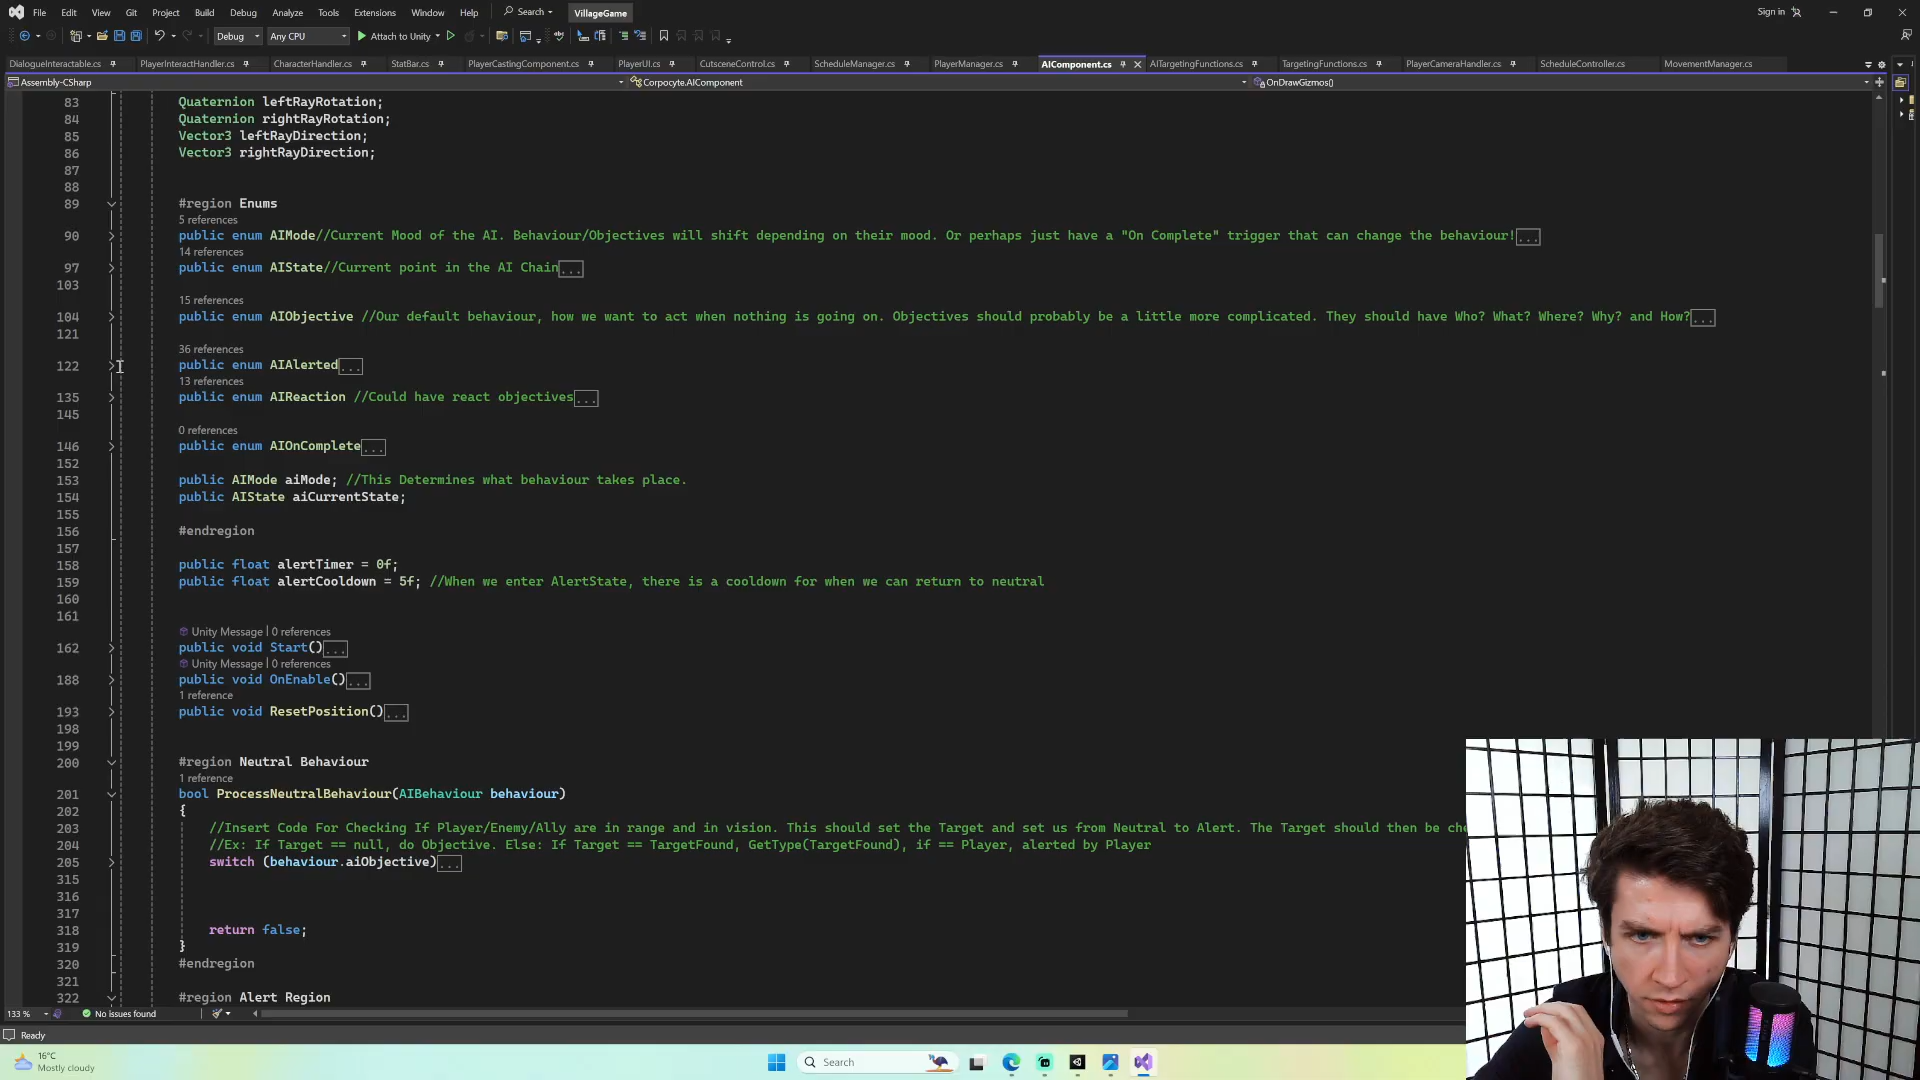 File Edit View Git Project Build Debug Analyze Tools Extensions Window Help Search VillageGame Sign in
Debug Any CPU Attach to Unity
DialogueInteractable.cs PlayerInteractHandler.cs CharacterHandler.cs StatBar.cs PlayerCastingComponent.cs PlayerUI.cs CutsceneControl.cs ScheduleManager.cs PlayerManager.cs AIComponent.cs AITargetingFunctions.cs TargetingFunctions.cs PlayerCameraHandler.cs ScheduleController.cs MovementManager.cs
Assembly-CSharp Corpocyte.AIComponent OnDrawGizmos()
83 Quaternion leftRayRotation;
84 Quaternion rightRayRotation;
85 Vector3 leftRayDirection;
86 Vector3 rightRayDirection;
87
88
89 #region Enums
5 references
90 public enum AIMode//Current Mood of the AI. Behaviour/Objectives will shift depending on their mood. Or perhaps just have a "On Complete" trigger that can change the behaviour!...
14 references
97 public enum AIState//Current point in the AI Chain...
103
15 references
104 public enum AIObjective //Our default behaviour, how we want to act when nothing is going on. Objectives should probably be a little more complicated. They should have Who? What? Where? Why? and How?...
121
36 references
122 public enum AIAlerted...
13 references
135 public enum AIReaction //Could have react objectives...
145
0 references
146 public enum AIOnComplete...
152
153 public AIMode aiMode; //This Determines what behaviour takes place.
154 public AIState aiCurrentState;
155
156 #endregion
157
158 public float alertTimer = 0f;
159 public float alertCooldown = 5f; //When we enter AlertState, there is a cooldown for when we can return to neutral
160
161
Unity Message | 0 references
162 public void Start()...
Unity Message | 0 references
188 public void OnEnable()...
1 reference
193 public void ResetPosition()...
198
199
200 #region Neutral Behaviour
1 reference
201 bool ProcessNeutralBehaviour(AIBehaviour behaviour)
202 {
203 //Insert Code For Checking If Player/Enemy/Ally are in range and in vision. This should set the Target and set us from Neutral to Alert. The Target should then be che
204 //Ex: If Target == null, do Objective. Else: If Target == TargetFound, GetType(TargetFound), if == Player, alerted by Player
205 switch (behaviour.aiObjective)...
315
316
317
318 return false;
319 }
320 #endregion
321
322 #region Alert Region
133 % No issues found
Ready
16°C
Mostly cloudy
Search